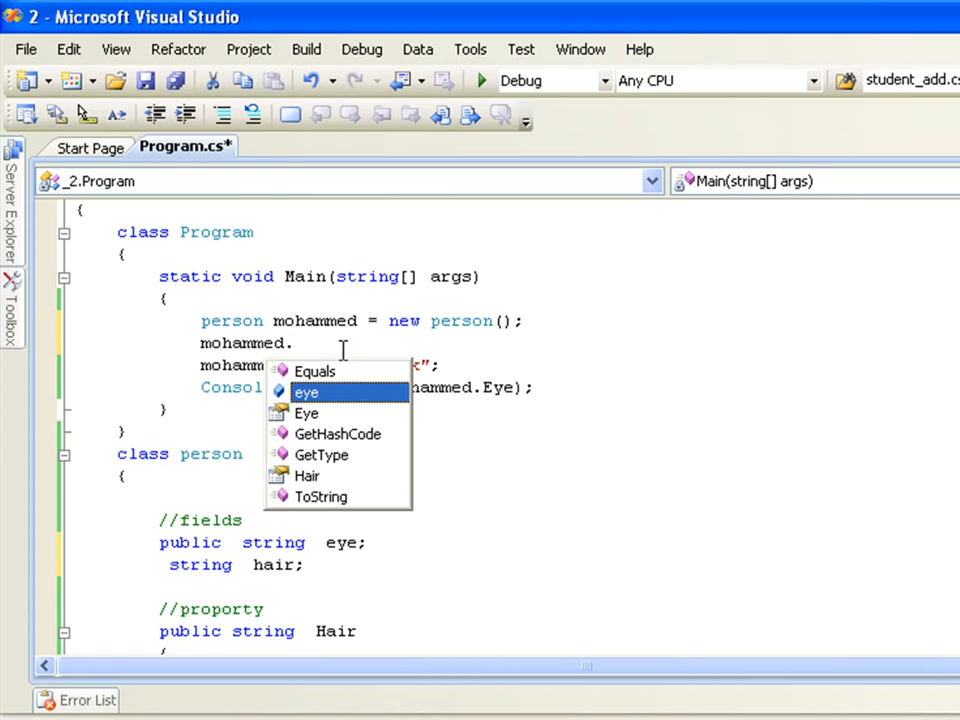 2 - Microsoft Visual Studio
File Edit View Refactor Project Build Debug Data Tools Test Window Help
Debug Any CPU student_add.cs
Start Page Program.cs*
_2.Program Main(string[] args)
Server Explorer
Toolbox
{
class Program
{
static void Main(string[] args)
{
person mohammed = new person();
mohammed.
mohamm k";
Consol hammed.Eye);
Equals
eye
Eye
GetHashCode
GetType
Hair
ToString
}
}
class person
{
//fields
public string eye;
string hair;
//property
public string Hair
{
Error List